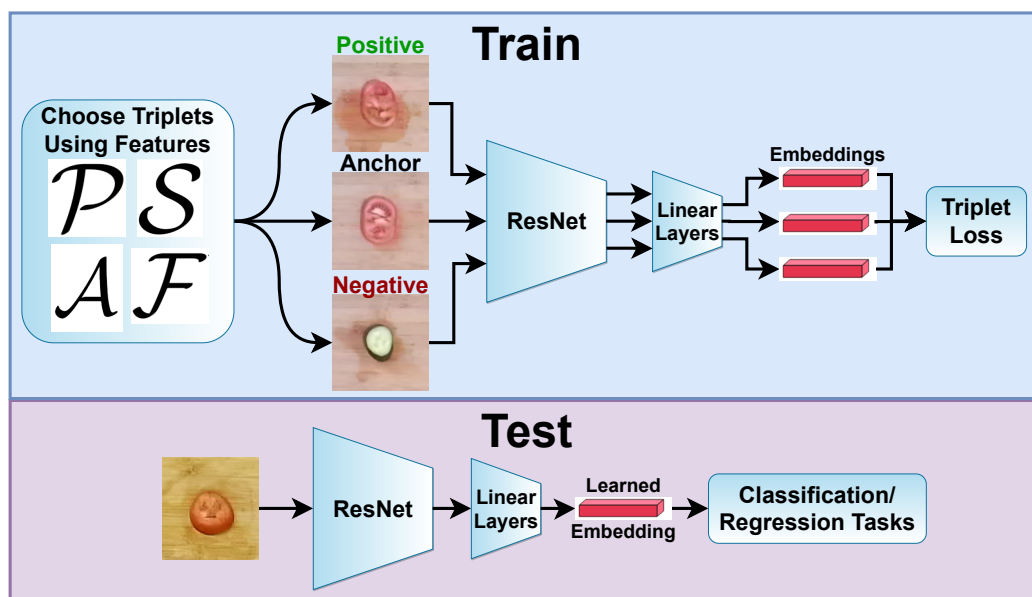 Train
Positive
Choose Triplets
Using Features
𝒫 𝒮
𝒜 ℱ
Anchor
Negative
ResNet
Linear
Layers
Embeddings
Triplet
Loss
Test
ResNet
Linear
Layers
Learned
Embedding
Classification/
Regression Tasks